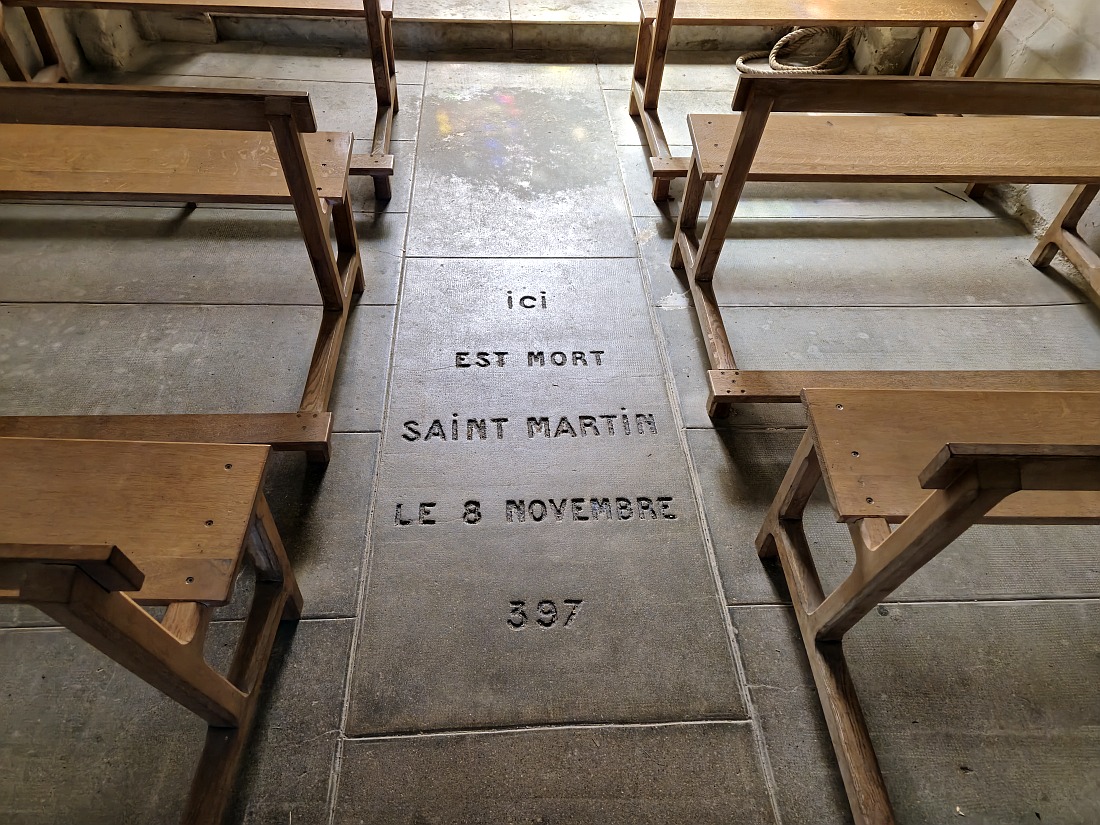 ici
EST MORT
SAiNT MARTiN
LE 8 NOVEMBRE
397